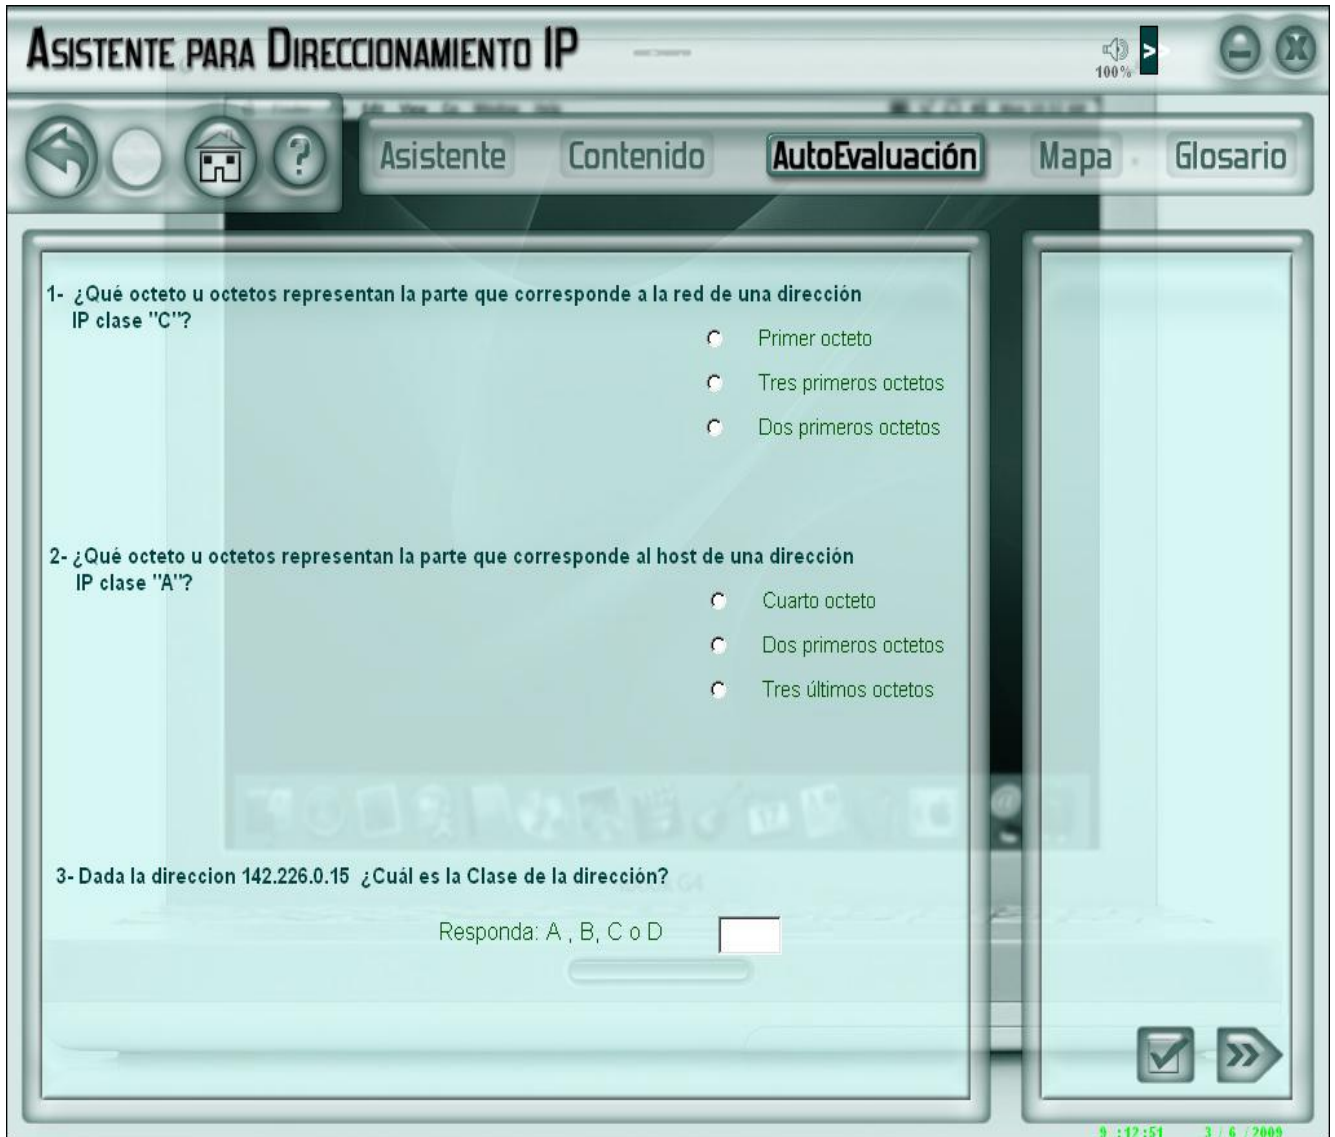 ASISTENTE PARA DIRECCIONAMIENTO IP
100%
>>
X
?
Asistente
Contenido
AutoEvaluación
Mapa
Glosario
1- ¿Qué octeto u octetos representan la parte que corresponde a la red de una dirección
IP clase "C"?
Primer octeto
Tres primeros octetos
Dos primeros octetos
2- ¿Qué octeto u octetos representan la parte que corresponde al host de una dirección
IP clase "A"?
Cuarto octeto
Dos primeros octetos
Tres últimos octetos
3- Dada la direccion 142.226.0.15 ¿Cuál es la Clase de la dirección?
Responda: A , B, C o D
9 :12:51 3 / 6 / 2009